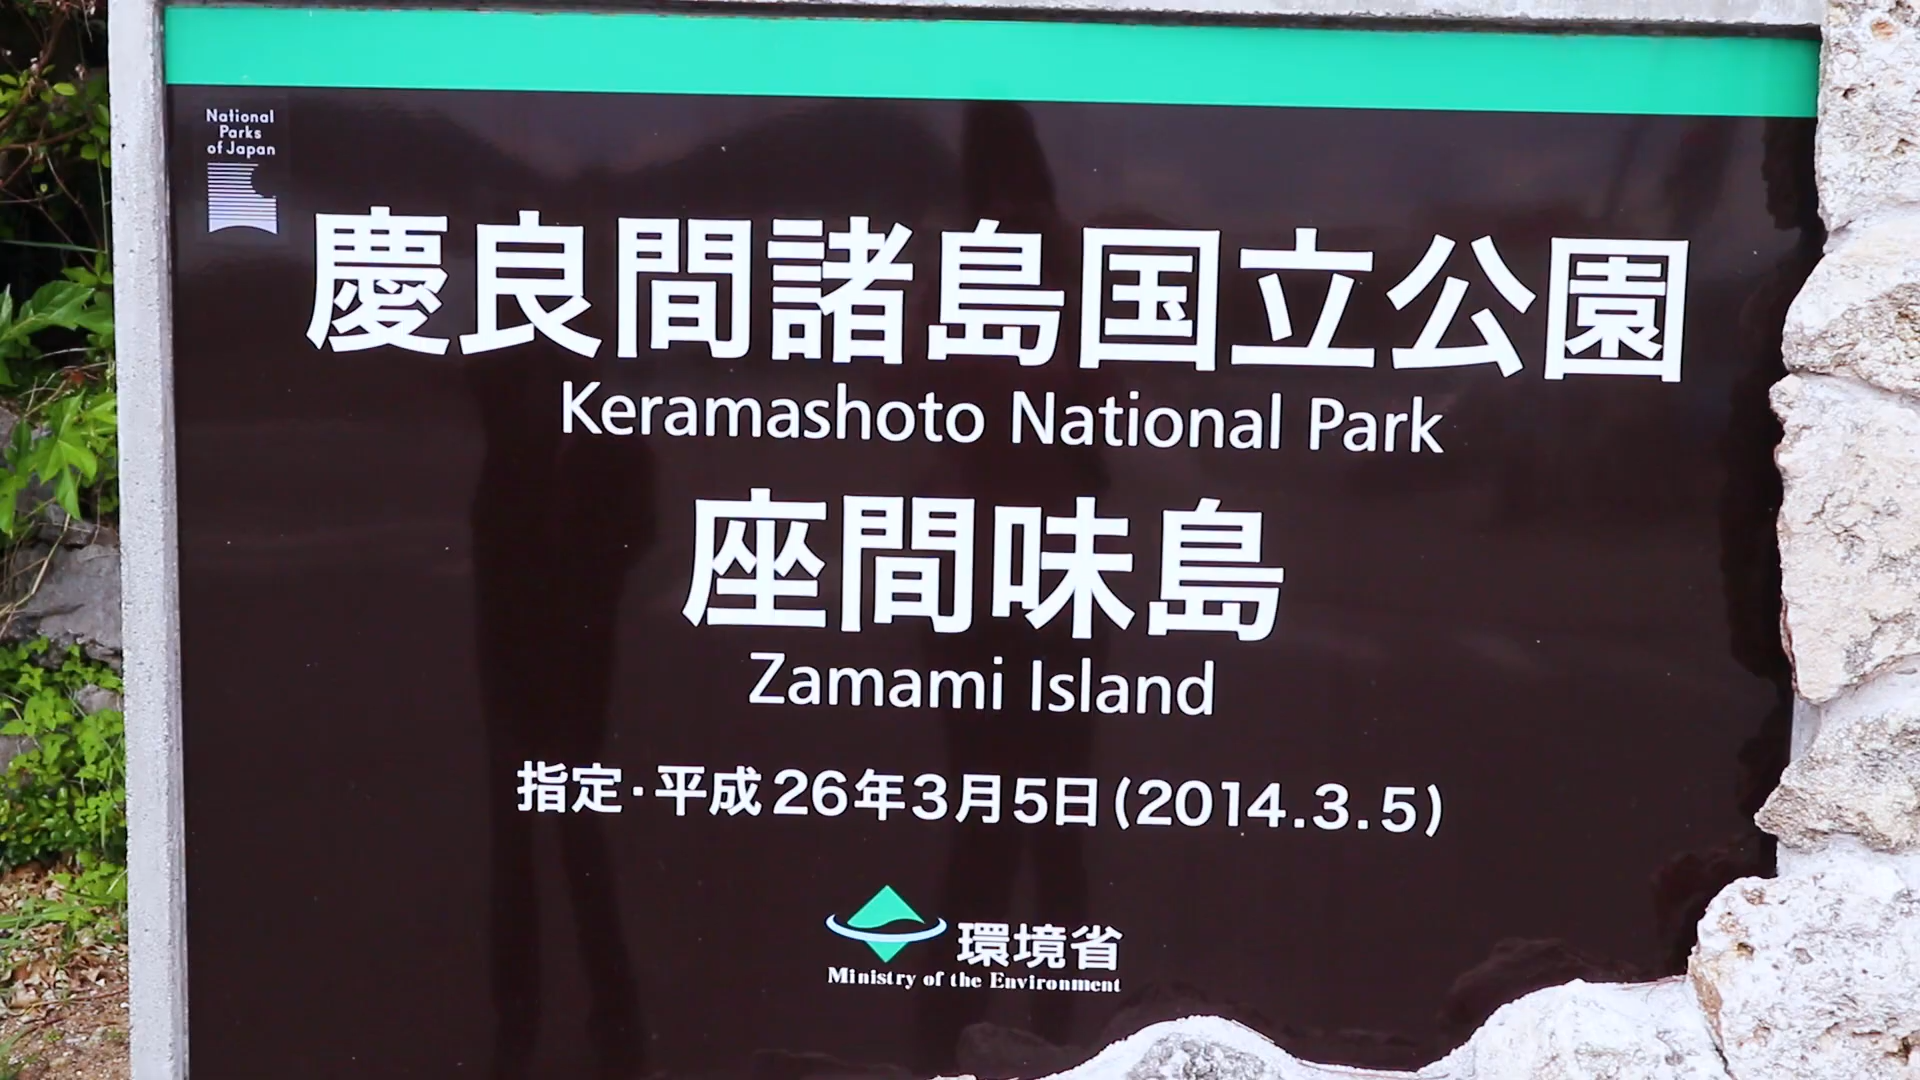 National
Parks
of Japan
慶良間諸島国立公園
Keramashoto National Park
座間味島
Zamami Island
指定・平成26年3月5日(2014.3.5)
環境省
Ministry of the Environment